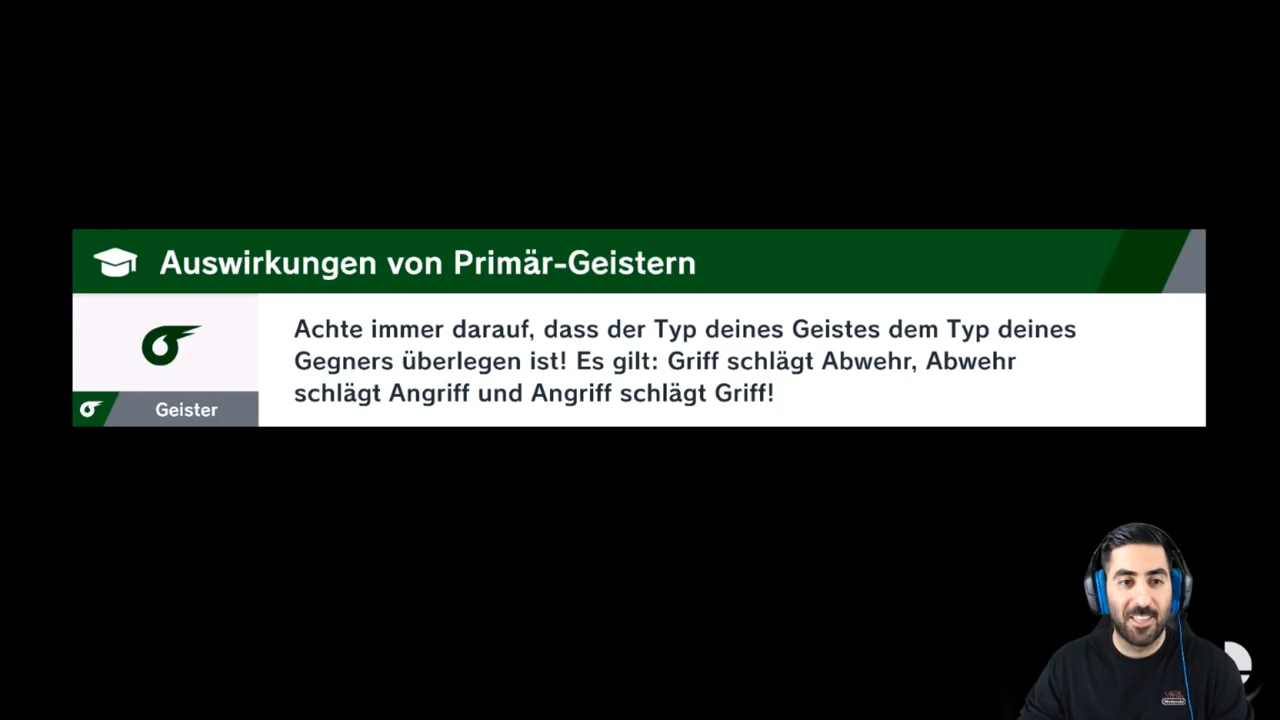 Auswirkungen von Primär-Geistern
Achte immer darauf, dass der Typ deines Geistes dem Typ deines
Gegners überlegen ist! Es gilt: Griff schlägt Abwehr, Abwehr
schlägt Angriff und Angriff schlägt Griff!
Geister
Nintendo